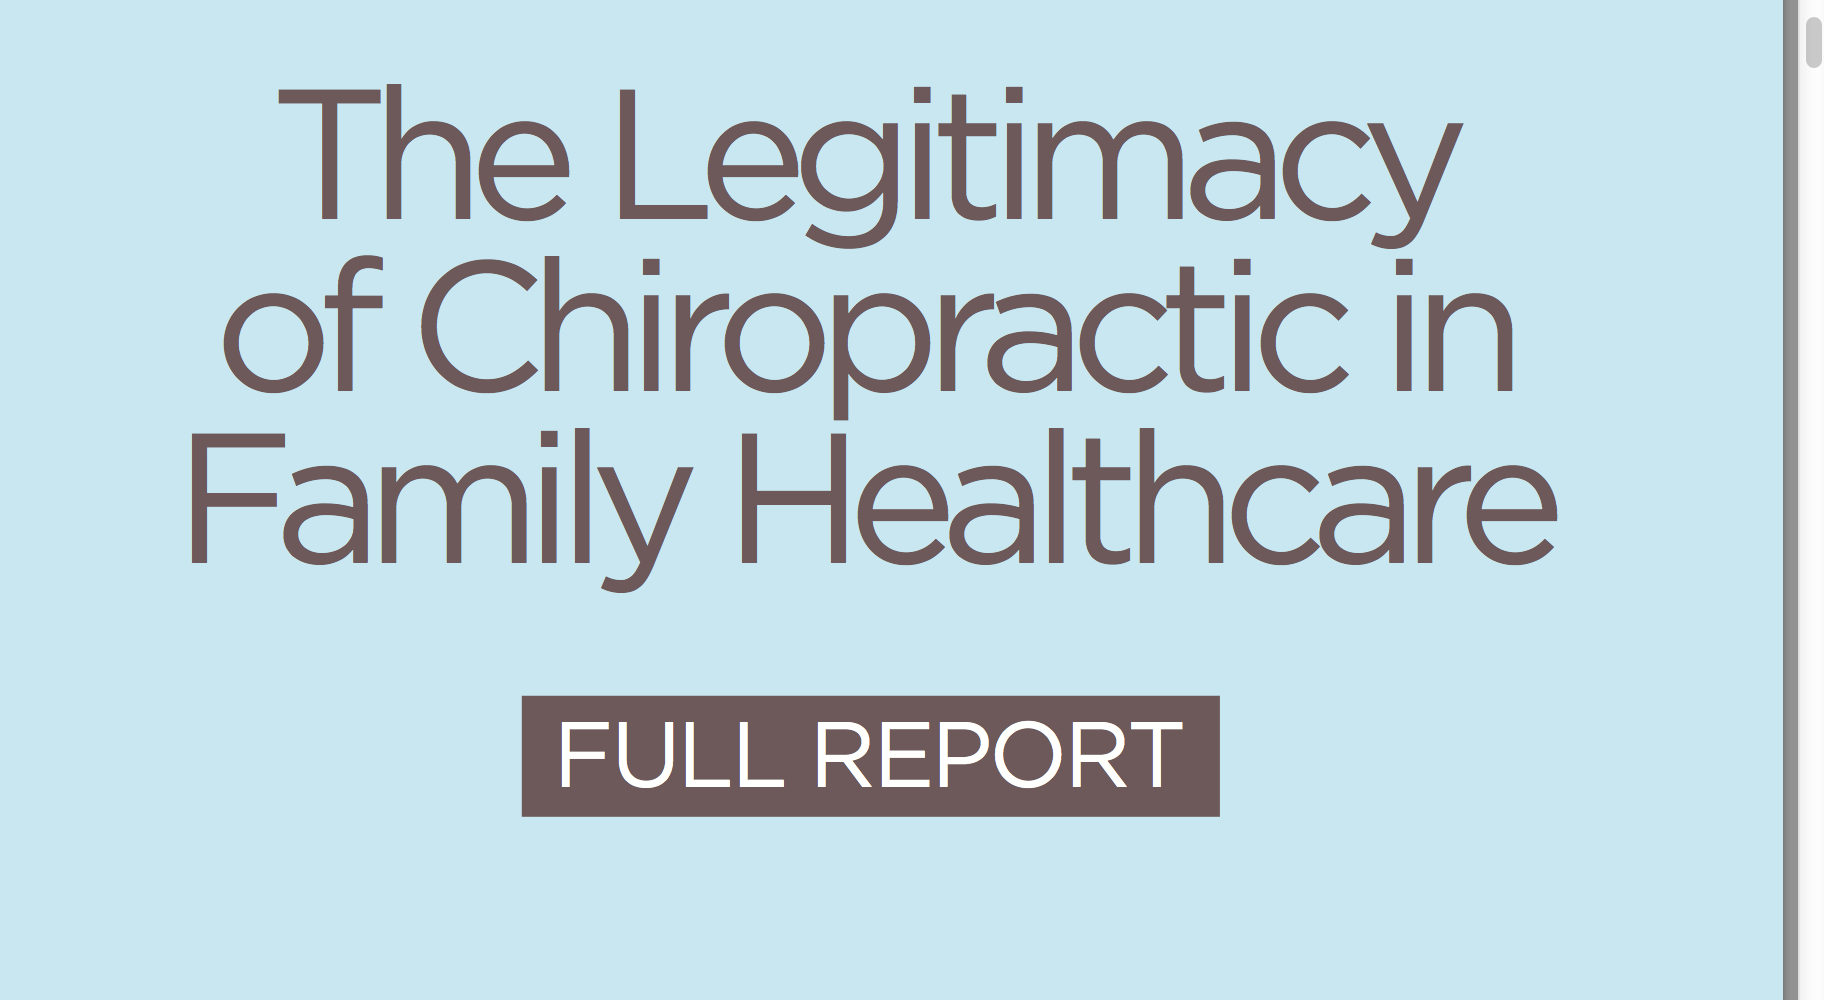 The Legitimacy
of Chiropractic in
Family Healthcare
FULL REPORT